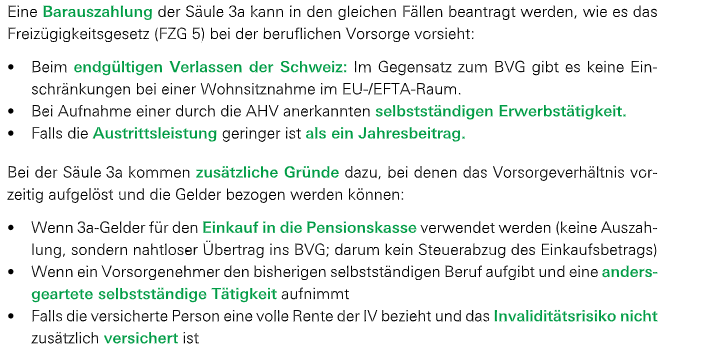 Eine Barauszahlung der Säule 3a kann in den gleichen Fällen beantragt werden, wie es das
Freizügigkeitsgesetz (FZG 5) bei der beruflichen Vorsorge vorsieht:
• Beim endgültigen Verlassen der Schweiz: Im Gegensatz zum BVG gibt es keine Ein-
schränkungen bei einer Wohnsitznahme im EU-/EFTA-Raum.
• Bei Aufnahme einer durch die AHV anerkannten selbstständigen Erwerbstätigkeit.
• Falls die Austrittsleistung geringer ist als ein Jahresbeitrag.
Bei der Säule 3a kommen zusätzliche Gründe dazu, bei denen das Vorsorgeverhältnis vor-
zeitig aufgelöst und die Gelder bezogen werden können:
• Wenn 3a-Gelder für den Einkauf in die Pensionskasse verwendet werden (keine Auszah-
lung, sondern nahtloser Übertrag ins BVG; darum kein Steuerabzug des Einkaufsbetrags)
• Wenn ein Vorsorgenehmer den bisherigen selbstständigen Beruf aufgibt und eine anders-
geartete selbstständige Tätigkeit aufnimmt
• Falls die versicherte Person eine volle Rente der IV bezieht und das Invaliditätsrisiko nicht
zusätzlich versichert ist